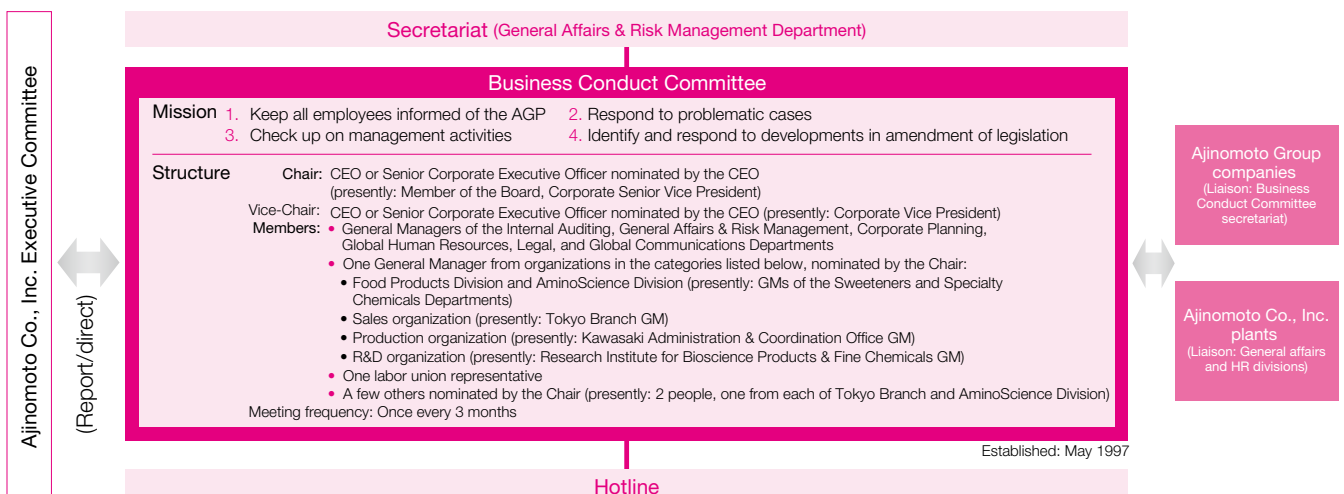 Ajinomoto Co., Inc. Executive Committee
(Report/direct)
Secretariat (General Affairs & Risk Management Department)
Business Conduct Committee
Mission 1. Keep all employees informed of the AGP 2. Respond to problematic cases
3. Check up on management activities 4. Identify and respond to developments in amendment of legislation
Structure Chair: CEO or Senior Corporate Executive Officer nominated by the CEO
(presently: Member of the Board, Corporate Senior Vice President)
Vice-Chair: CEO or Senior Corporate Executive Officer nominated by the CEO (presently: Corporate Vice President)
Members: • General Managers of the Internal Auditing, General Affairs & Risk Management, Corporate Planning,
Global Human Resources, Legal, and Global Communications Departments
• One General Manager from organizations in the categories listed below, nominated by the Chair:
• Food Products Division and AminoScience Division (presently: GMs of the Sweeteners and Specialty
Chemicals Departments)
• Sales organization (presently: Tokyo Branch GM)
• Production organization (presently: Kawasaki Administration & Coordination Office GM)
• R&D organization (presently: Research Institute for Bioscience Products & Fine Chemicals GM)
• One labor union representative
• A few others nominated by the Chair (presently: 2 people, one from each of Tokyo Branch and AminoScience Division)
Meeting frequency: Once every 3 months
Established: May 1997
Hotline
Ajinomoto Group
companies
(Liaison: Business
Conduct Committee
secretariat)
Ajinomoto Co., Inc.
plants
(Liaison: General affairs
and HR divisions)